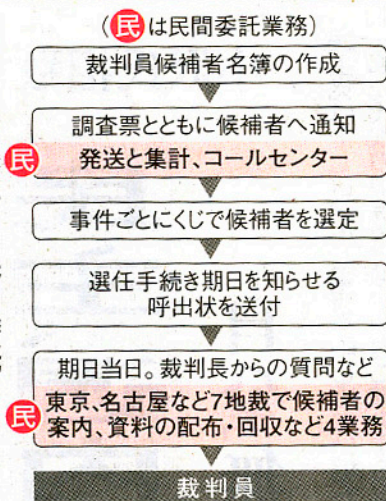 (民は民間委託業務)
裁判員候補者名簿の作成
調査票とともに候補者へ通知
民
発送と集計、コールセンター
事件ごとにくじで候補者を選定
選任手続き期日を知らせる
呼出状を送付
期日当日。裁判長からの質問など
民
東京、名古屋など7地裁で候補者の
案内、資料の配布・回収など4業務
裁判員